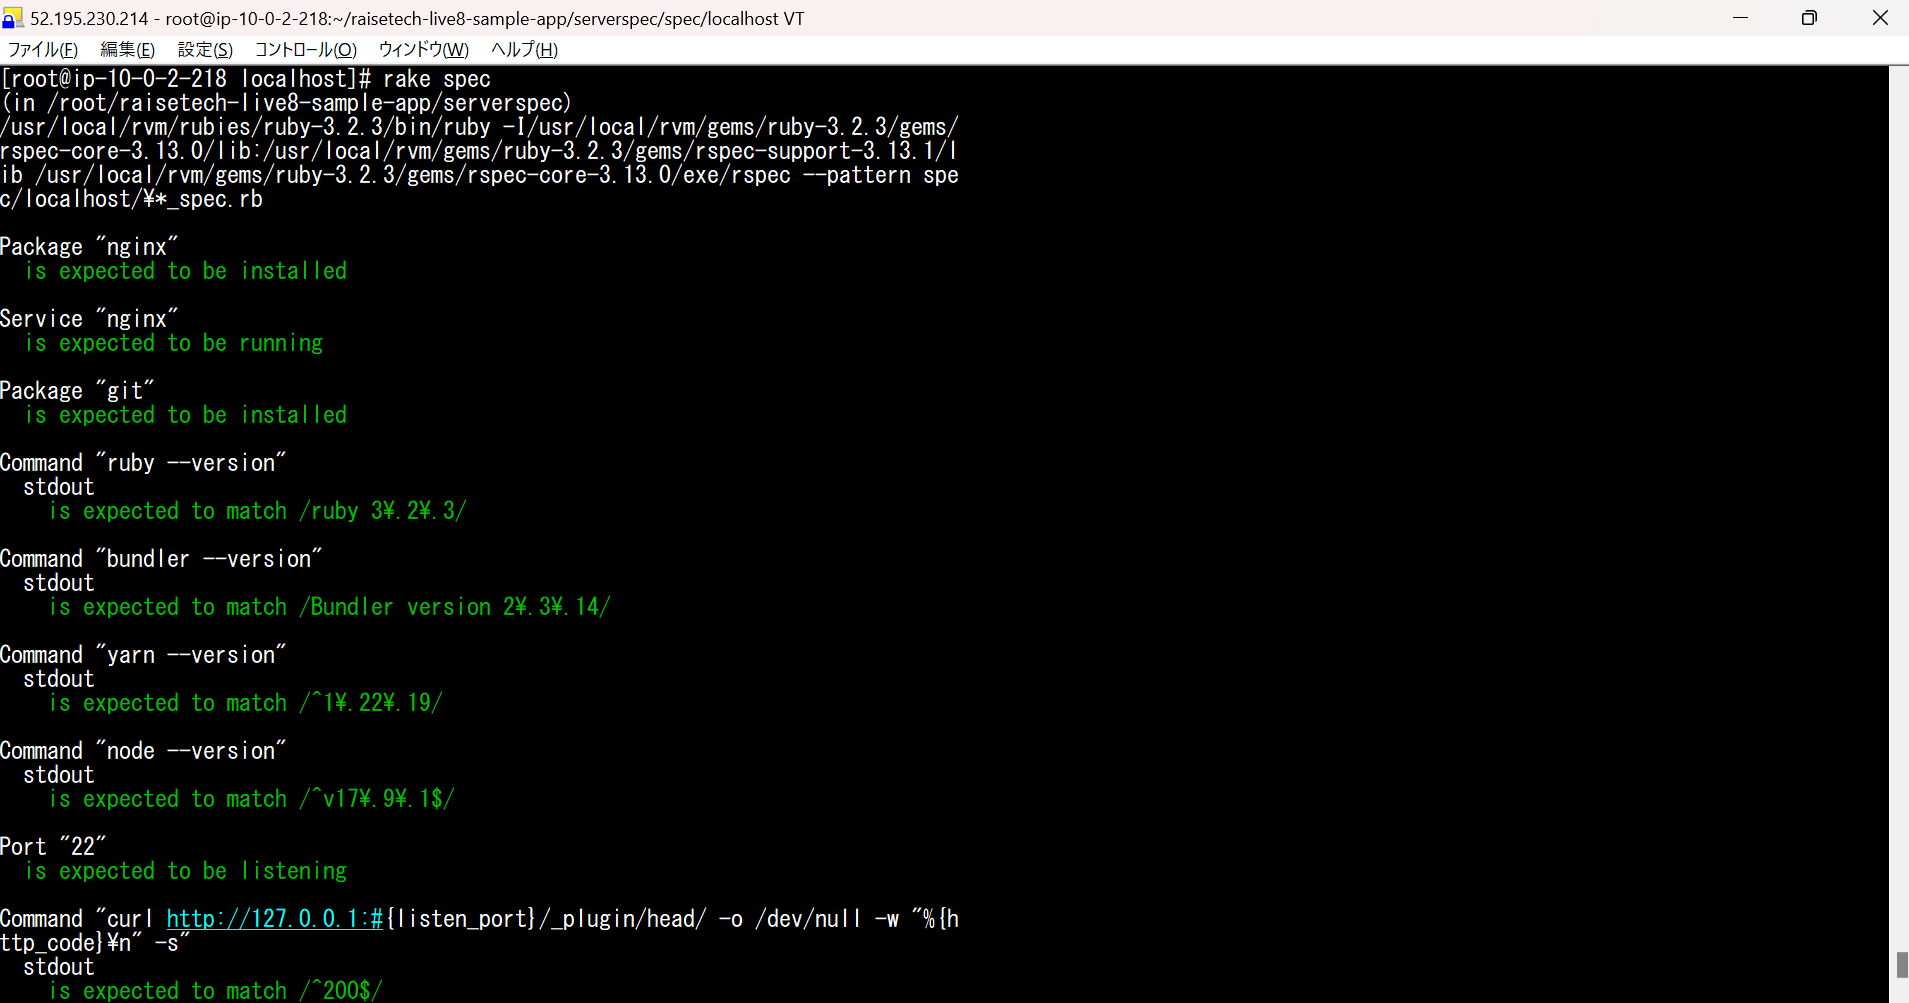 52.195.230.214 - root@ip-10-0-2-218:~/raisetech-live8-sample-app/serverspec/spec/localhost VT
ファイル(F) 編集(E) 設定(S) コントロール(O) ウィンドウ(W) ヘルプ(H)
[root@ip-10-0-2-218 localhost]# rake spec
(in /root/raisetech-live8-sample-app/serverspec)
/usr/local/rvm/rubies/ruby-3.2.3/bin/ruby -I/usr/local/rvm/gems/ruby-3.2.3/gems/
rspec-core-3.13.0/lib:/usr/local/rvm/gems/ruby-3.2.3/gems/rspec-support-3.13.1/l
ib /usr/local/rvm/gems/ruby-3.2.3/gems/rspec-core-3.13.0/exe/rspec --pattern spe
c/localhost/¥*_spec.rb
Package "nginx"
is expected to be installed
Service "nginx"
is expected to be running
Package "git"
is expected to be installed
Command "ruby --version"
stdout
is expected to match /ruby 3¥.2¥.3/
Command "bundler --version"
stdout
is expected to match /Bundler version 2¥.3¥.14/
Command "yarn --version"
stdout
is expected to match /^1¥.22¥.19/
Command "node --version"
stdout
is expected to match /^v17¥.9¥.1$/
Port "22"
is expected to be listening
Command "curl http://127.0.0.1:#{listen_port}/_plugin/head/ -o /dev/null -w "%{h
ttp_code}¥n" -s"
stdout
is expected to match /^200$/